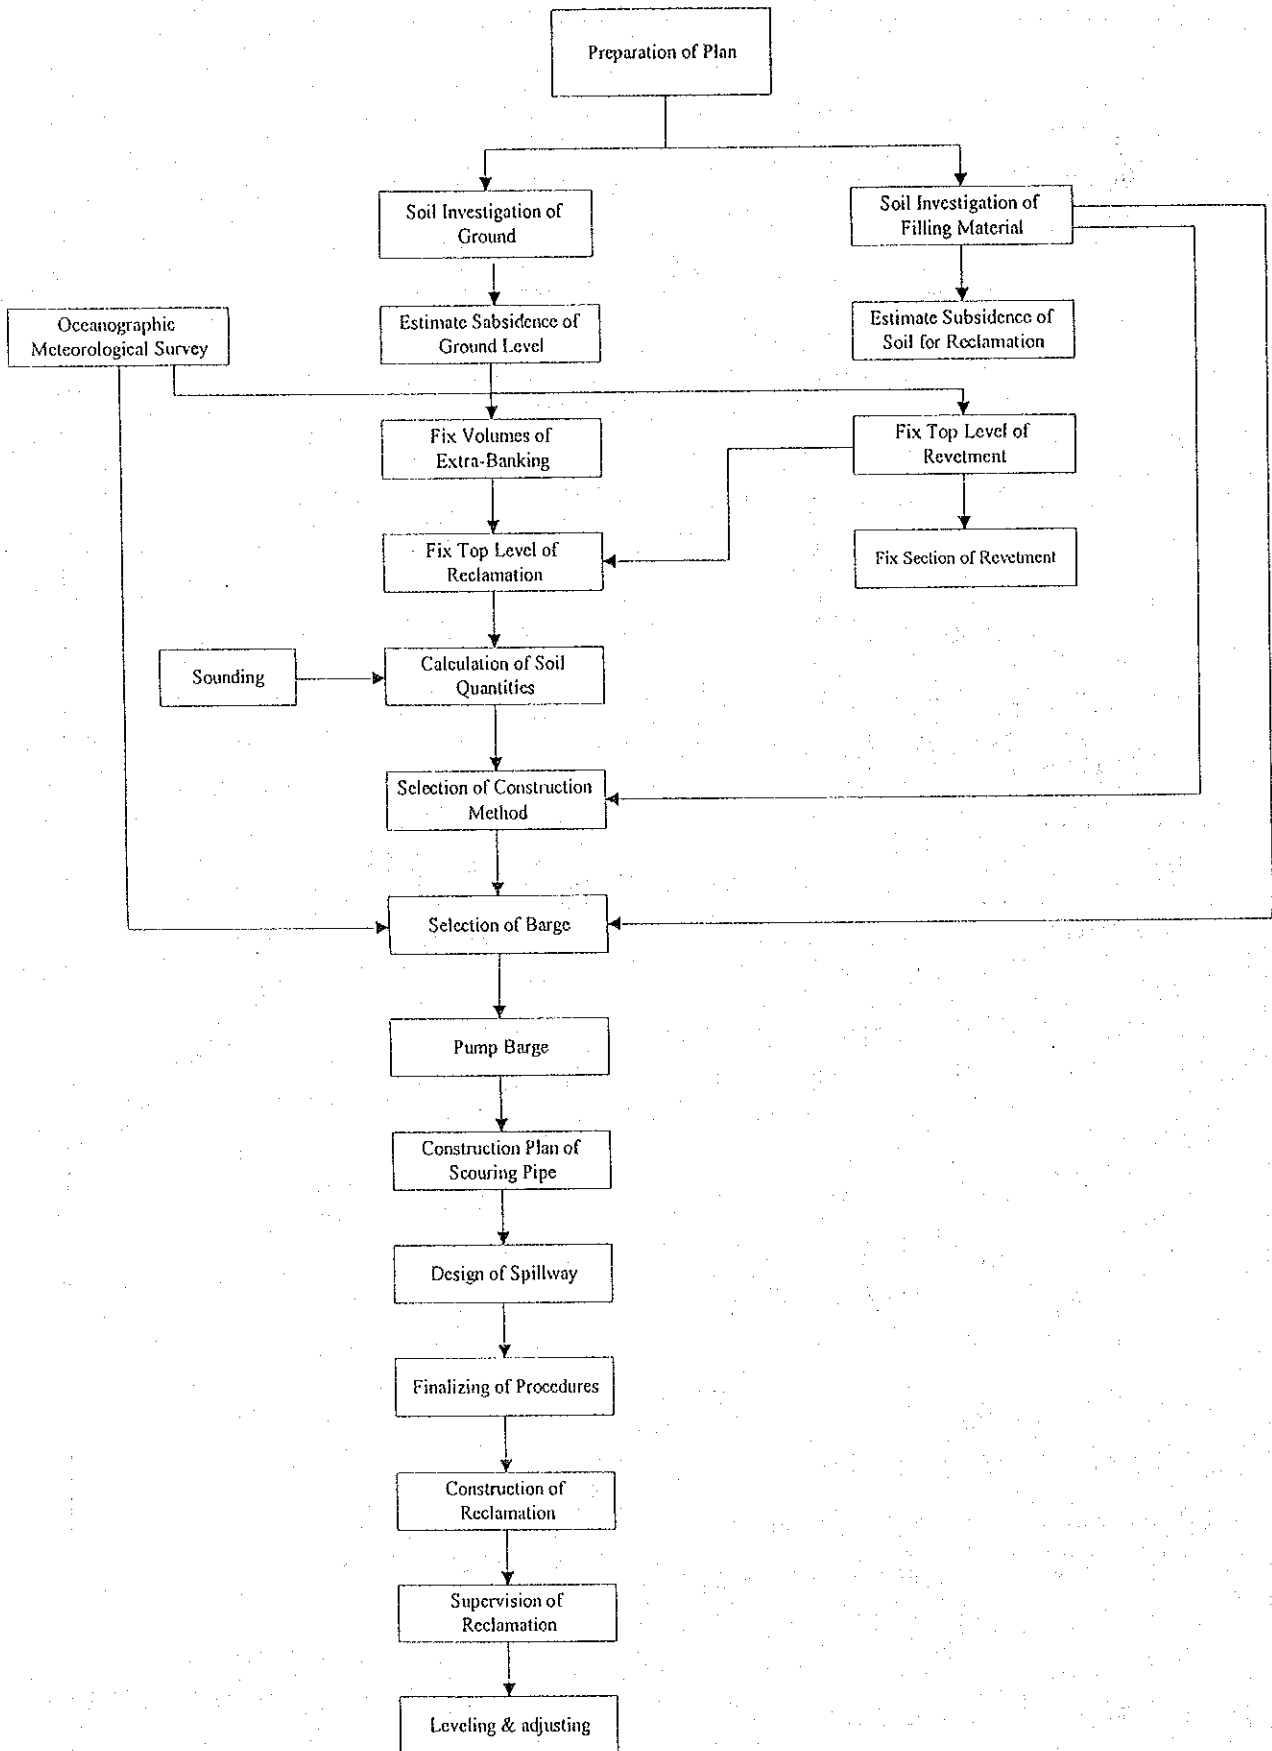 Preparation of Plan
Soil Investigation of
Ground
Soil Investigation of
Filling Material
Oceanographic
Meteorological Survey
Estimate Sabsidence of
Ground Level
Estimate Subsidence of
Soil for Reclamation
Fix Volumes of
Extra-Banking
Fix Top Level of
Revetment
Fix Top Level of
Reclamation
Fix Section of Revetment
Sounding
Calculation of Soil
Quantities
Selection of Construction
Method
Selection of Barge
Pump Barge
Construction Plan of
Scouring Pipe
Design of Spillway
Finalizing of Procedures
Construction of
Reclamation
Supervision of
Reclamation
Leveling & adjusting